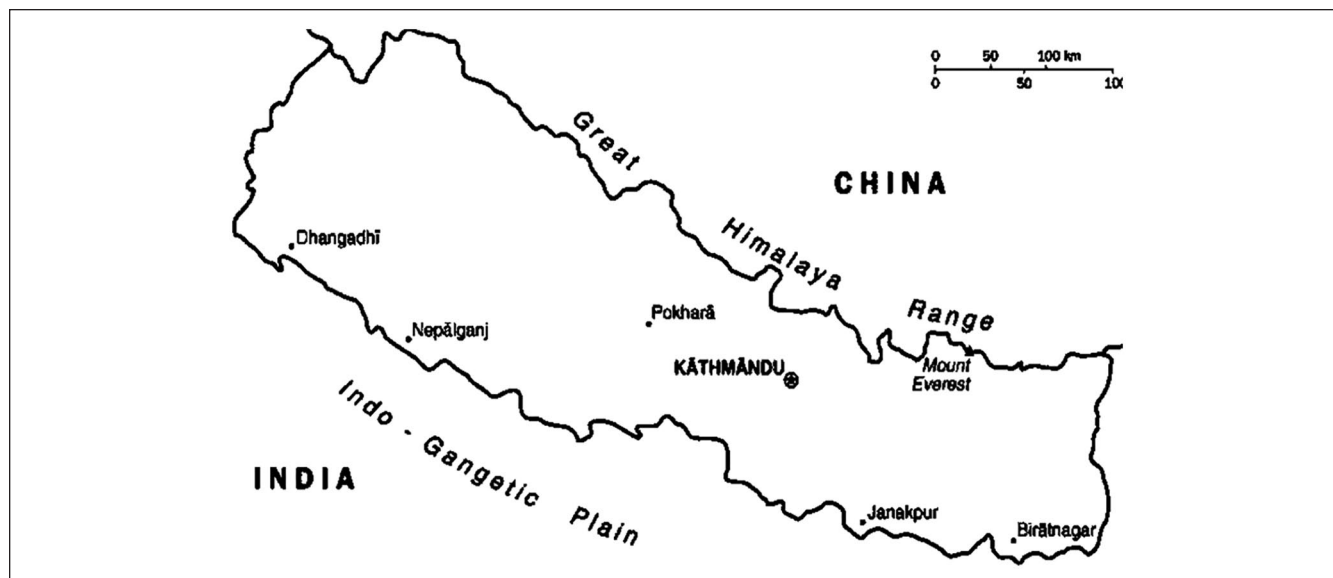 0 50 100 km
0 50 100
Great
CHINA
Himalaya
Dhangadhī
Range
Pokharā
Nepālganj
Mount
Everest
KĀTHMĀNDU
Indo - Gangetic Plain
INDIA
Janakpur
Birātnagar